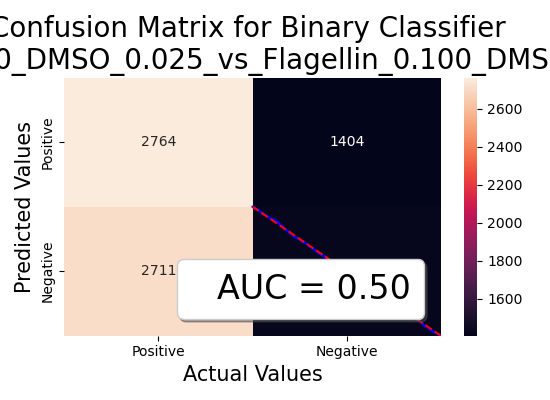 Confusion Matrix for Binary Classifier
0_DMSO_0.025_vs_Flagellin_0.100_DMS
Predicted Values
Positive
Negative
2764
1404
2711
AUC = 0.50
Positive
Negative
Actual Values
2600
2400
2200
2000
1800
1600